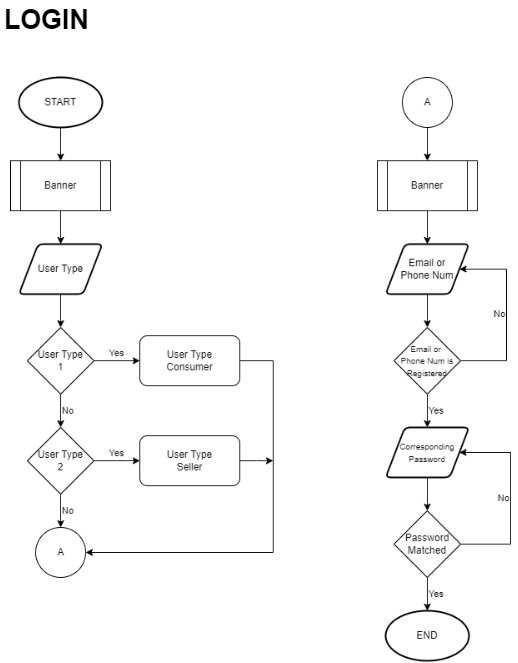 LOGIN
START
Banner
User Type
User Type
1
Yes
User Type
Consumer
No
User Type
2
Yes
User Type
Seller
No
A
A
Banner
Email or
Phone Num
No
Email or
Phone Num is
Registered
Yes
Corresponding
Password
No
Password
Matched
Yes
END